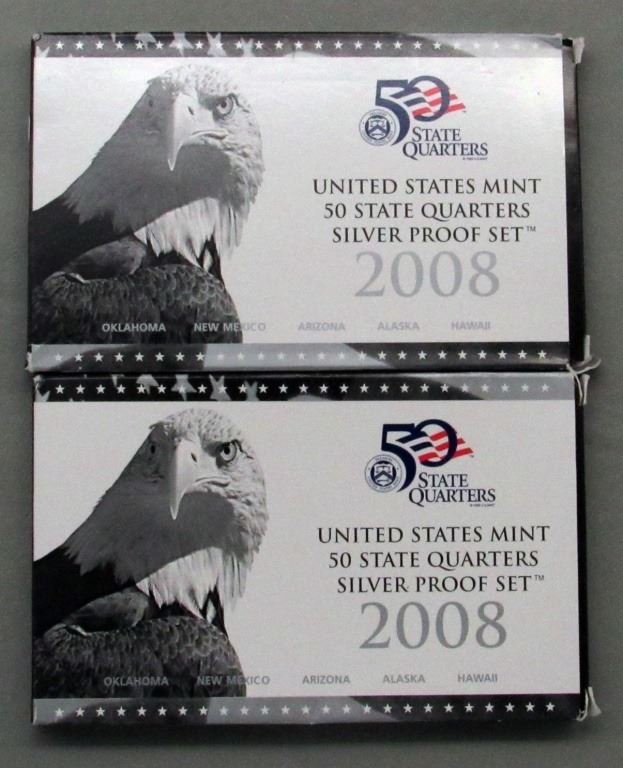 50
STATE
QUARTERS
UNITED STATES MINT
50 STATE QUARTERS
SILVER PROOF SET™
2008
OKLAHOMA NEW MEXICO ARIZONA ALASKA HAWAII
50
STATE
QUARTERS
UNITED STATES MINT
50 STATE QUARTERS
SILVER PROOF SET™
2008
OKLAHOMA NEW MEXICO ARIZONA ALASKA HAWAII